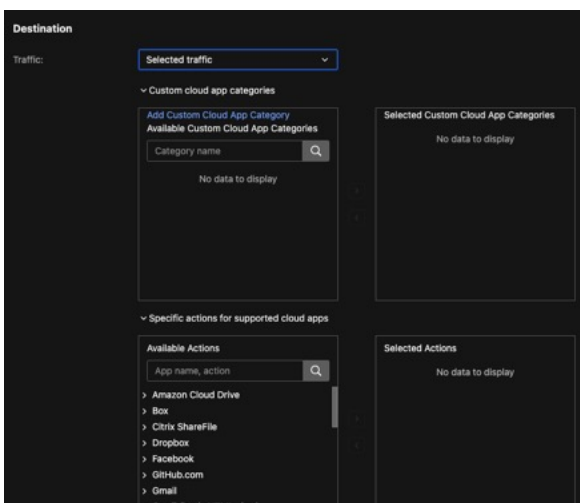 Destination
Traffic:
Selected traffic
Custom cloud app categories
Add Custom Cloud App Category
Available Custom Cloud App Categories
Category name
No data to display
Selected Custom Cloud App Categories
No data to display
Specific actions for supported cloud apps
Available Actions
App name, action
Amazon Cloud Drive
Box
Citrix ShareFile
Dropbox
Facebook
GitHub.com
Gmail
Selected Actions
No data to display